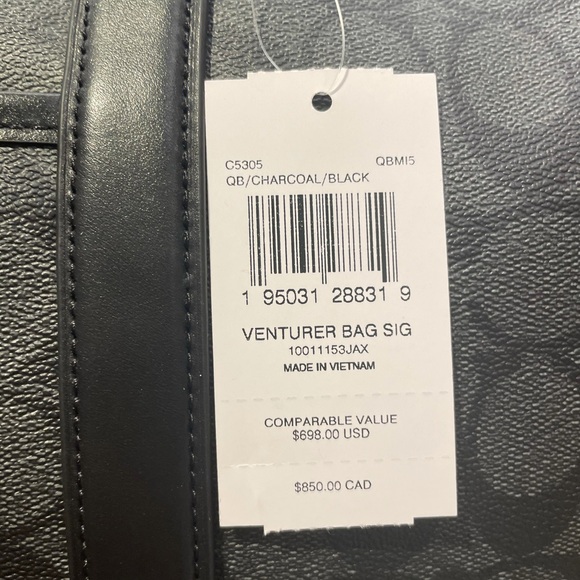 C5305 QBMI5
QB/CHARCOAL/BLACK
1 95031 28831 9
VENTURER BAG SIG
10011153JAX
MADE IN VIETNAM
COMPARABLE VALUE
$698.00 USD
$850.00 CAD